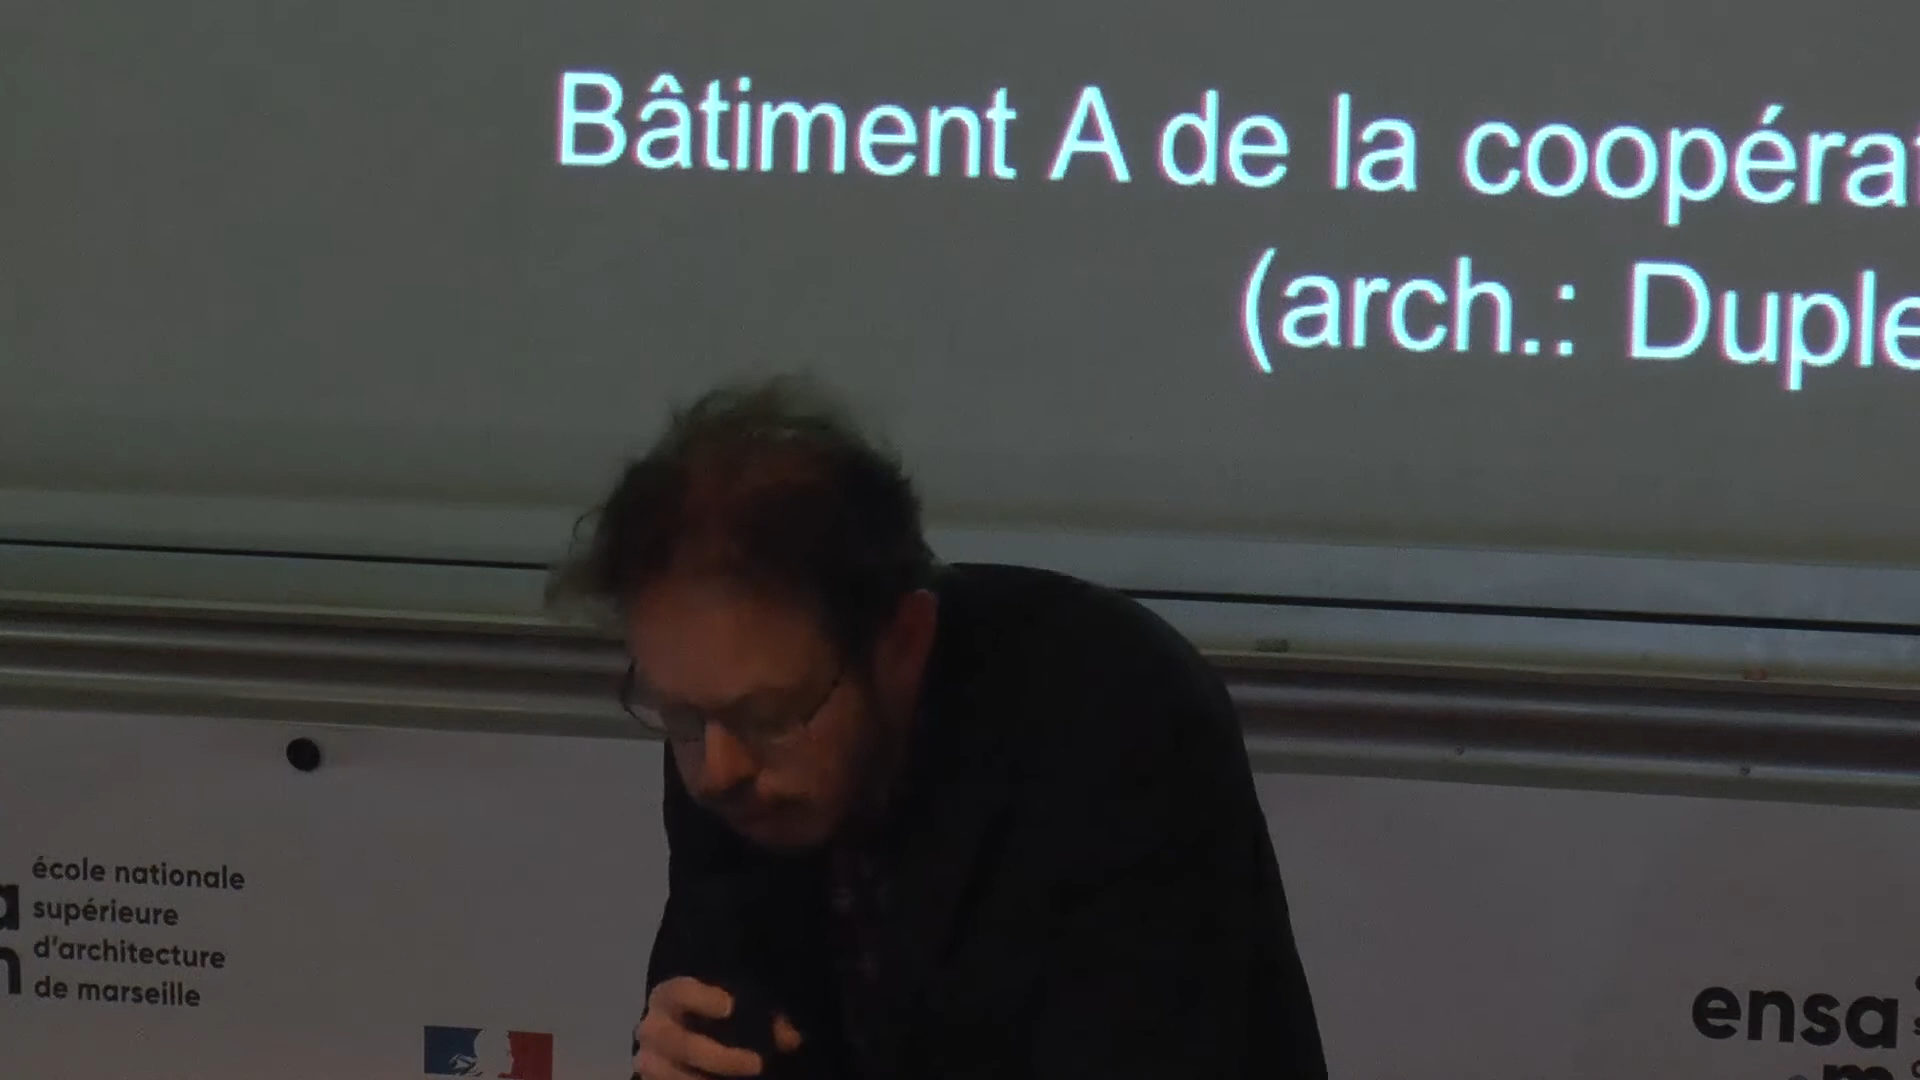 Bâtiment A de la coopérat
(arch.: Duple
école nationale
supérieure
d'architecture
de marseille
ensa
m